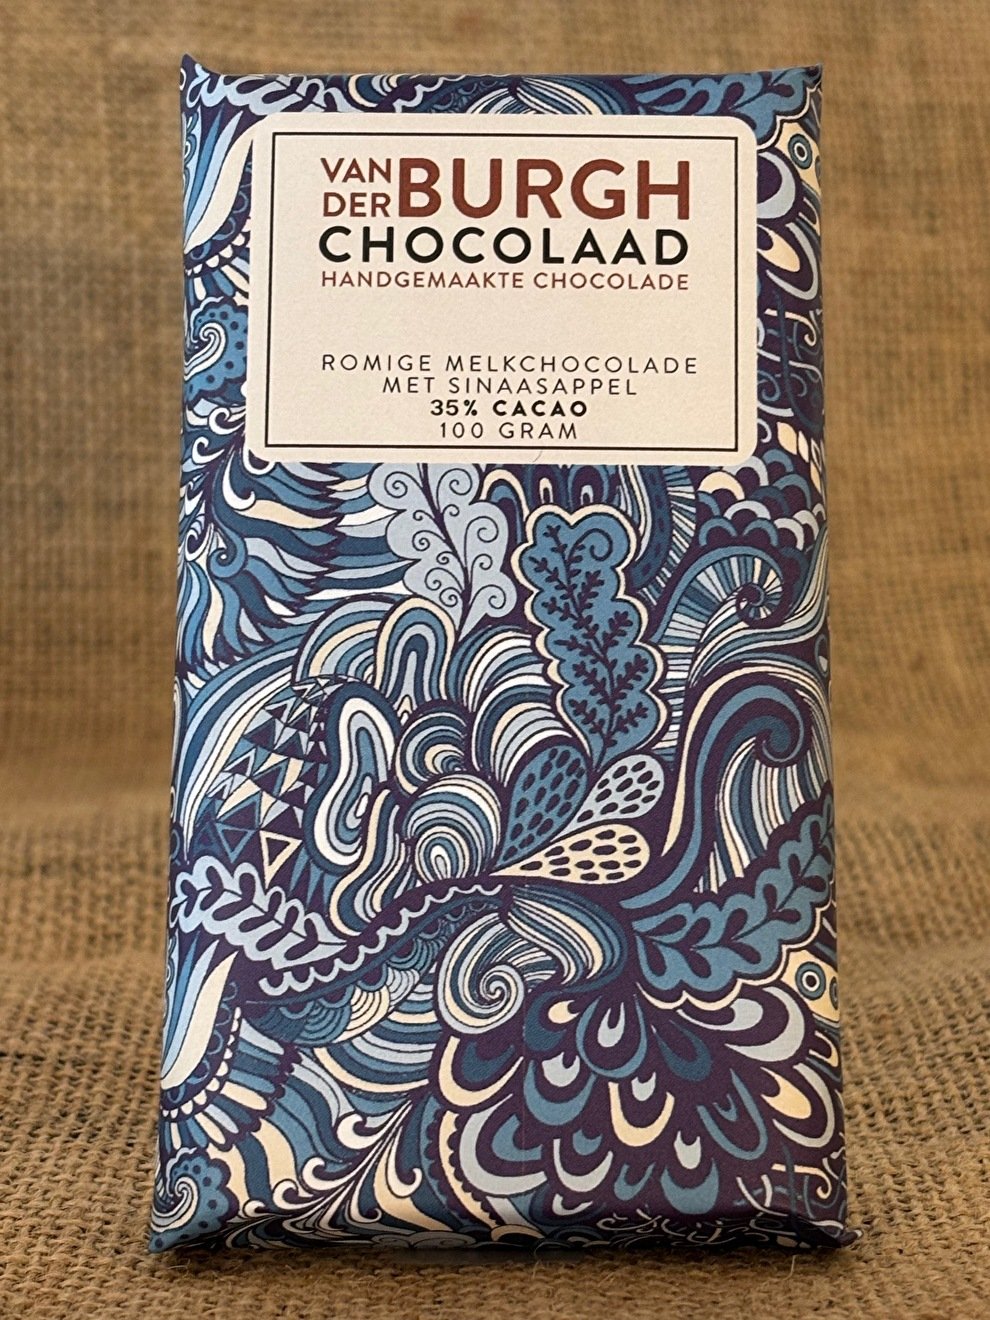 VAN DER BURGH
CHOCOLAAD
HANDGEMAAKTE CHOCOLADE
ROMIGE MELKCHOCOLADE
MET SINAASAPPEL
35% CACAO
100 GRAM